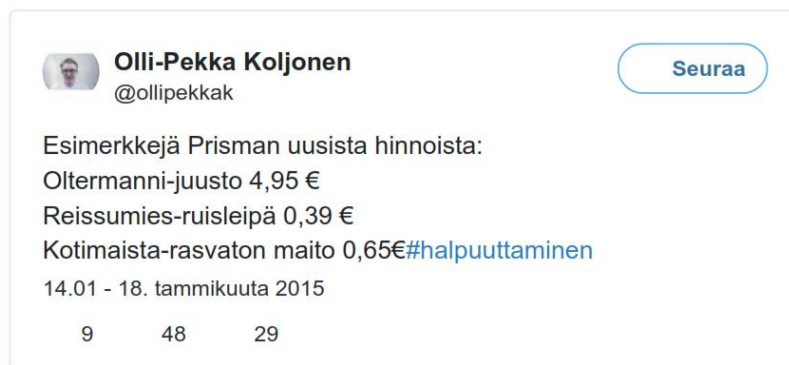 Olli-Pekka Koljonen
@ollipekkak
Seuraa
Esimerkkejä Prisman uusista hinnoista:
Oltermanni-juusto 4,95 €
Reissumies-ruisleipä 0,39 €
Kotimaista-rasvaton maito 0,65€#halpuuttaminen
14.01 - 18. tammikuuta 2015
9 48 29